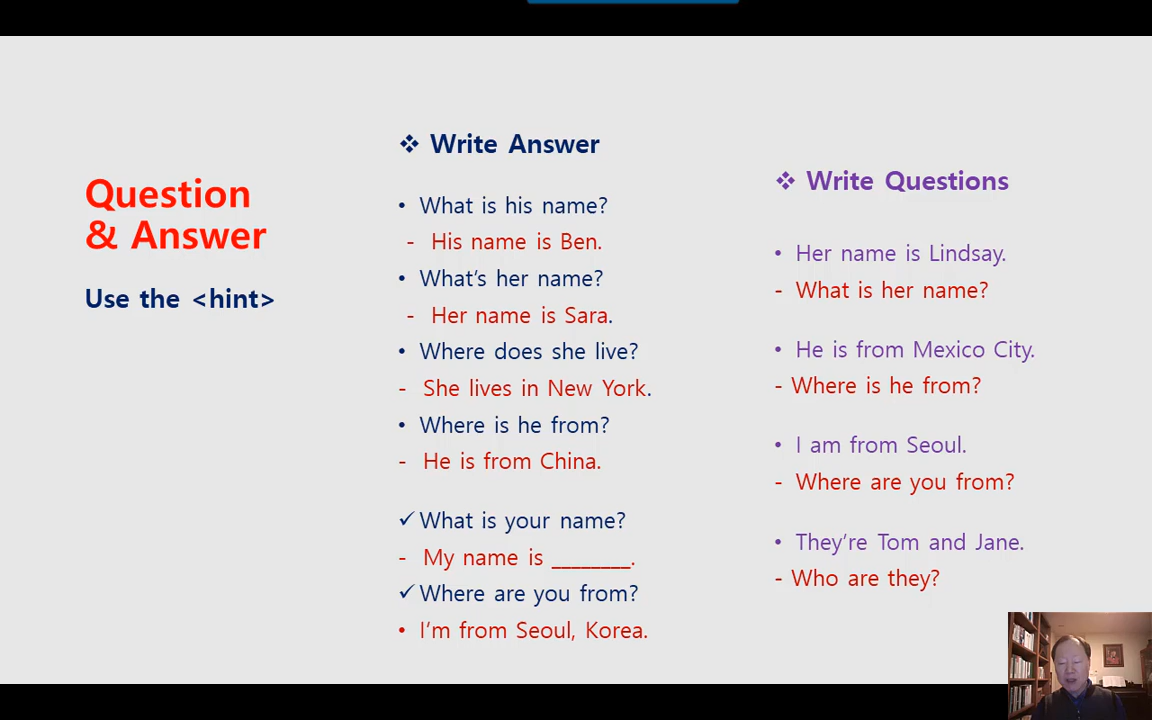 Question
& Answer
Use the <hint>
❖ Write Answer
• What is his name?
- His name is Ben.
• What's her name?
- Her name is Sara.
• Where does she live?
- She lives in New York.
• Where is he from?
- He is from China.
✓ What is your name?
- My name is ________.
✓ Where are you from?
• I'm from Seoul, Korea.
❖ Write Questions
• Her name is Lindsay.
- What is her name?
• He is from Mexico City.
- Where is he from?
• I am from Seoul.
- Where are you from?
• They're Tom and Jane.
- Who are they?